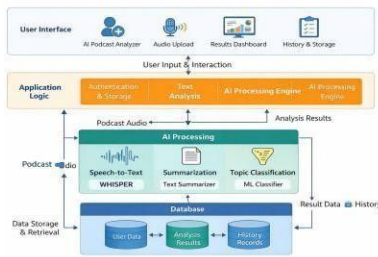 User Interface
AI Podcast Analyzer
Audio Upload
Results Dashboard
History & Storage
User Input & Interaction
Application
Logic
Authentication
& Storage
Text
Analysis
AI Processing Engine
AI Processing
Engine
Podcast Audio
Analysis Results
AI Processing
Podcast
dio
Speech-to-Text
WHISPER
Summarization
Text Summarizer
Topic Classification
ML Classifier
Database
Result Data
History
Data Storage
& Retrieval
User Data
Analysis
Results
History
Records